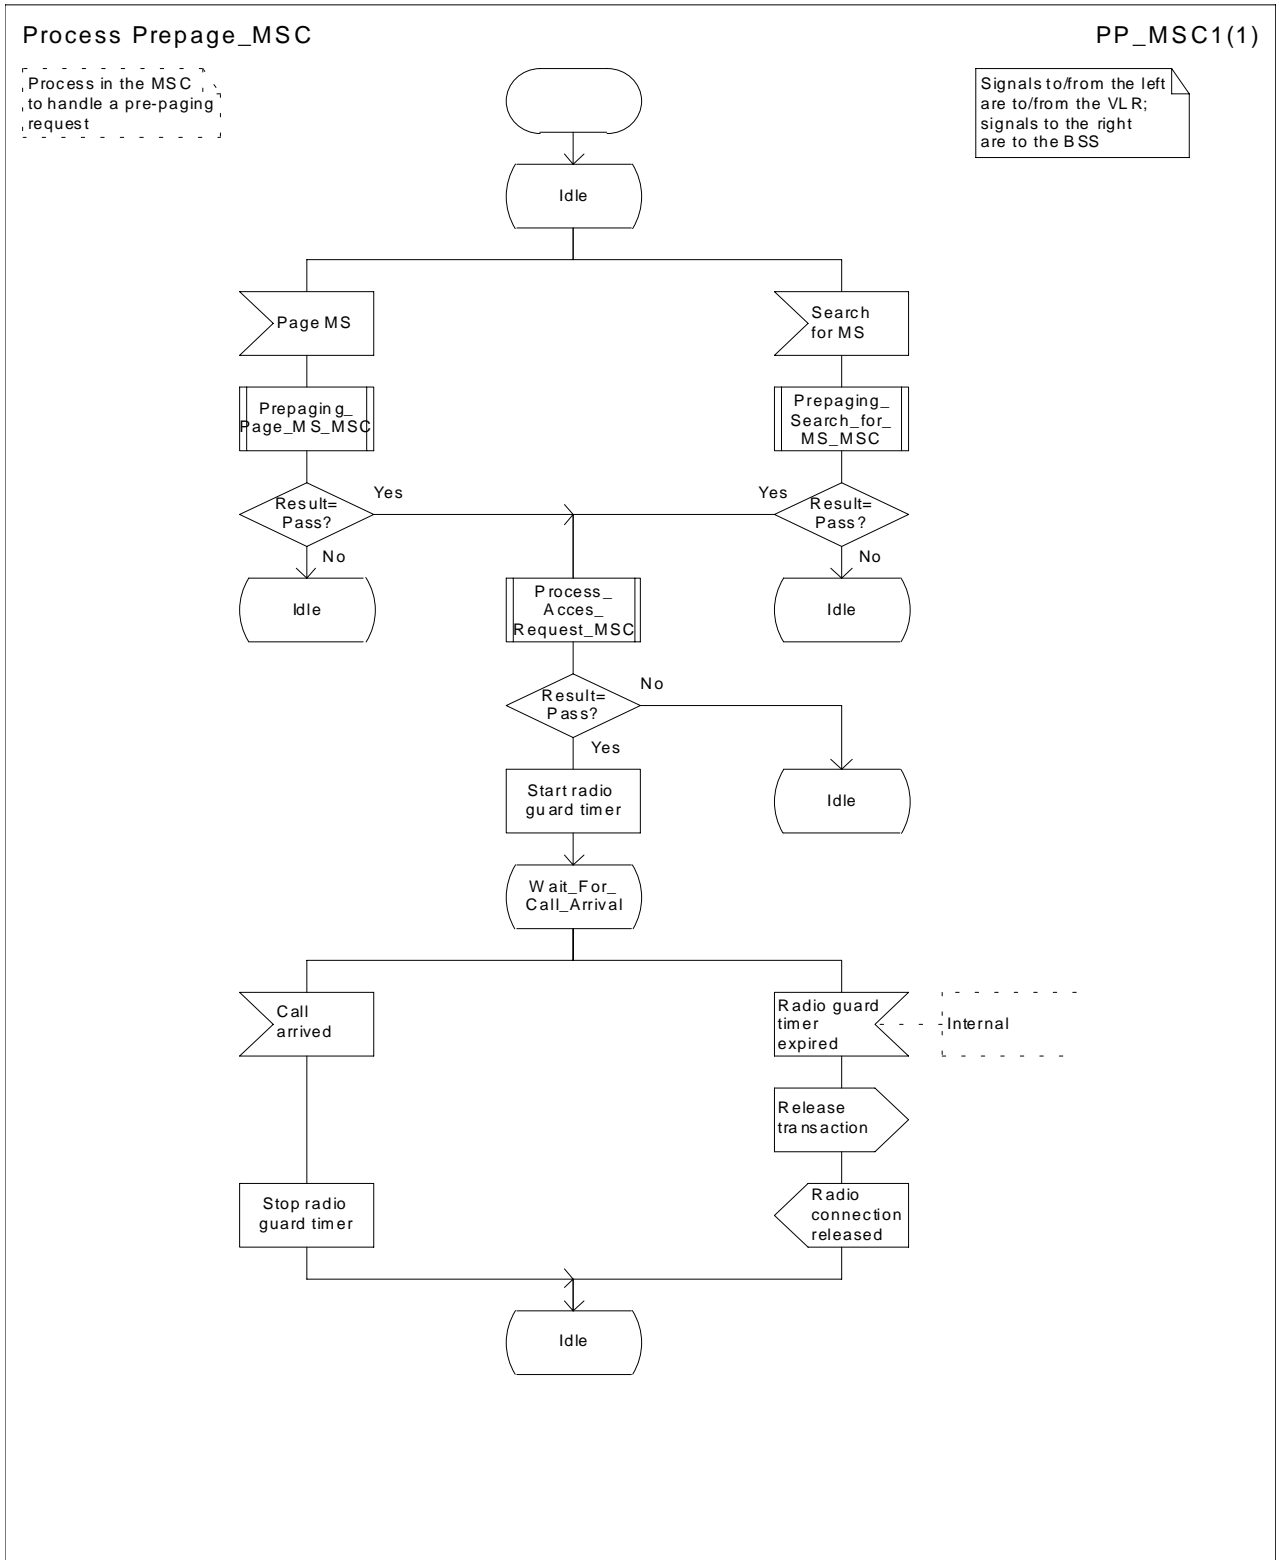 Process Prepage_MSC
PP_MSC1(1)
Process in the MSC
to handle a pre-paging
request
Signals to/from the left
are to/from the VLR;
signals to the right
are to the BSS
Idle
Page MS
Search
for MS
Prepaging_
Page_MS_MSC
Prepaging_
Search_for_
MS_MSC
Result=
Pass?
Yes
No
Yes
Result=
Pass?
No
Idle
Process_
Acces_
Request_MSC
Idle
Result=
Pass?
No
Yes
Start radio
guard timer
Idle
Wait_For_
Call_Arrival
Call
arrived
Radio guard
timer
expired
Internal
Release
transaction
Stop radio
guard timer
Radio
connection
released
Idle